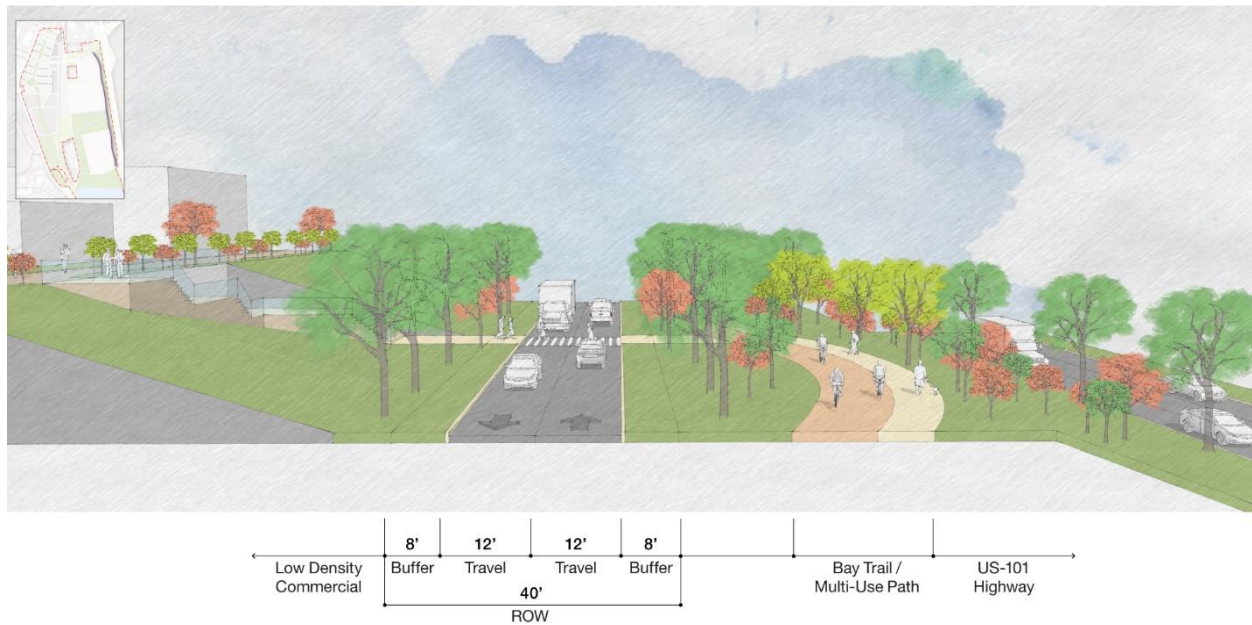 8’ 12’ 12’ 8’
Low Density Buffer Travel Travel Buffer Bay Trail / US-101
Commercial Multi-Use Path Highway
40’
ROW